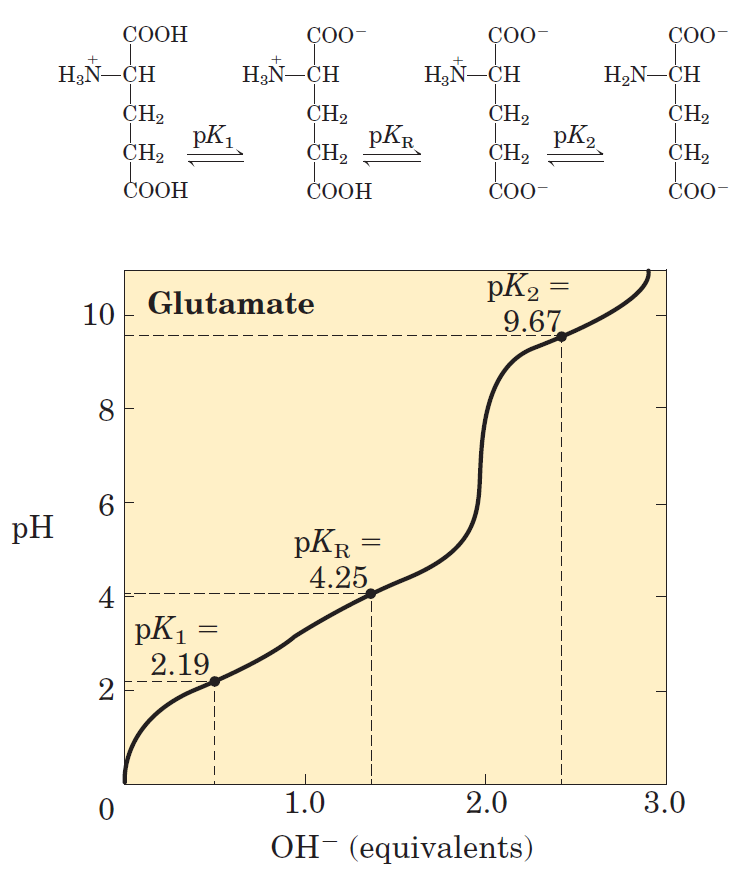 COOH COO⁻ COO⁻ COO⁻
H₃N⁺—CH H₃N⁺—CH H₃N⁺—CH H₂N—CH
CH₂ CH₂ CH₂ CH₂
pK₁ pK_R pK₂
CH₂ CH₂ CH₂ CH₂
COOH COOH COO⁻ COO⁻
Glutamate
pK₂ =
9.67
pK_R =
4.25
pK₁ =
2.19
10
8
6
pH
4
2
0
1.0 2.0 3.0
OH⁻ (equivalents)